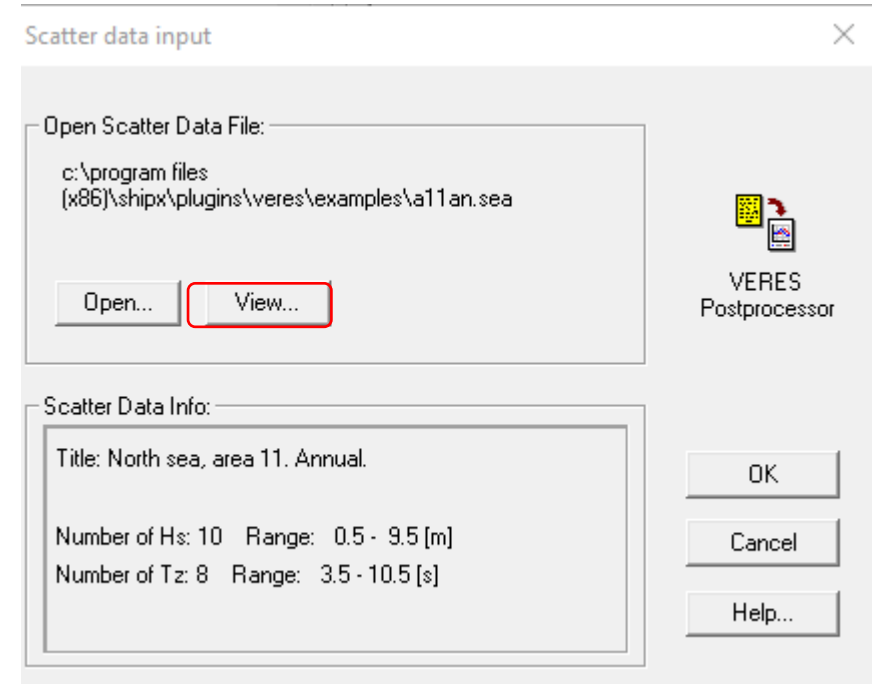 Scatter data input
Open Scatter Data File:
c:\program files
(x86)\shipx\plugins\veres\examples\a11an.sea
Open...
View...
VERES
Postprocessor
Scatter Data Info:
Title: North sea, area 11. Annual.
Number of Hs: 10 Range: 0.5 - 9.5 [m]
Number of Tz: 8 Range: 3.5 - 10.5 [s]
OK
Cancel
Help...